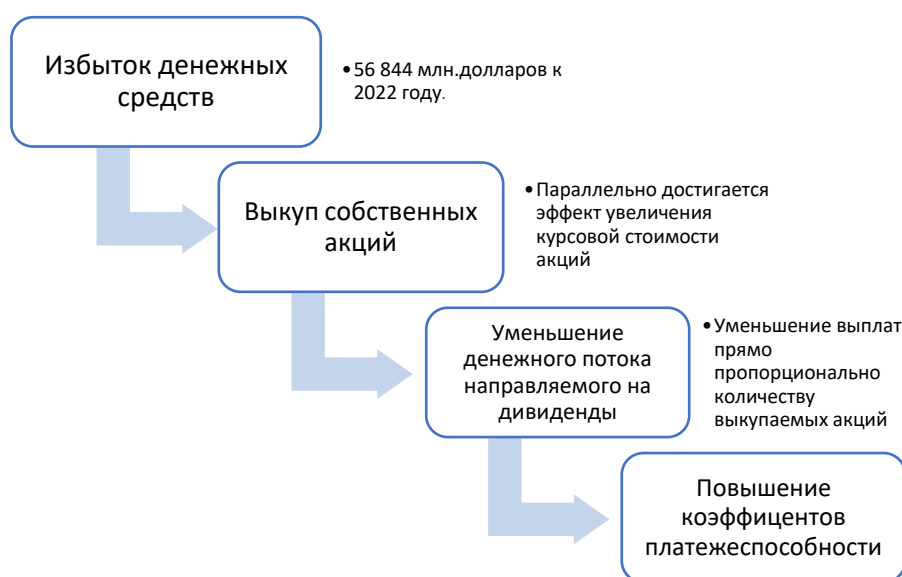 Избыток денежных
средств
•56 844 млн.долларов к
2022 году.
Выкуп собственных
акций
•Параллельно достигается
эффект увеличения
курсовой стоимости
акций
Уменьшение
денежного потока
направляемого на
дивиденды
•Уменьшение выплат
прямо
пропорционально
количеству
выкупаемых акций
Повышение
коэффицентов
платежеспособности